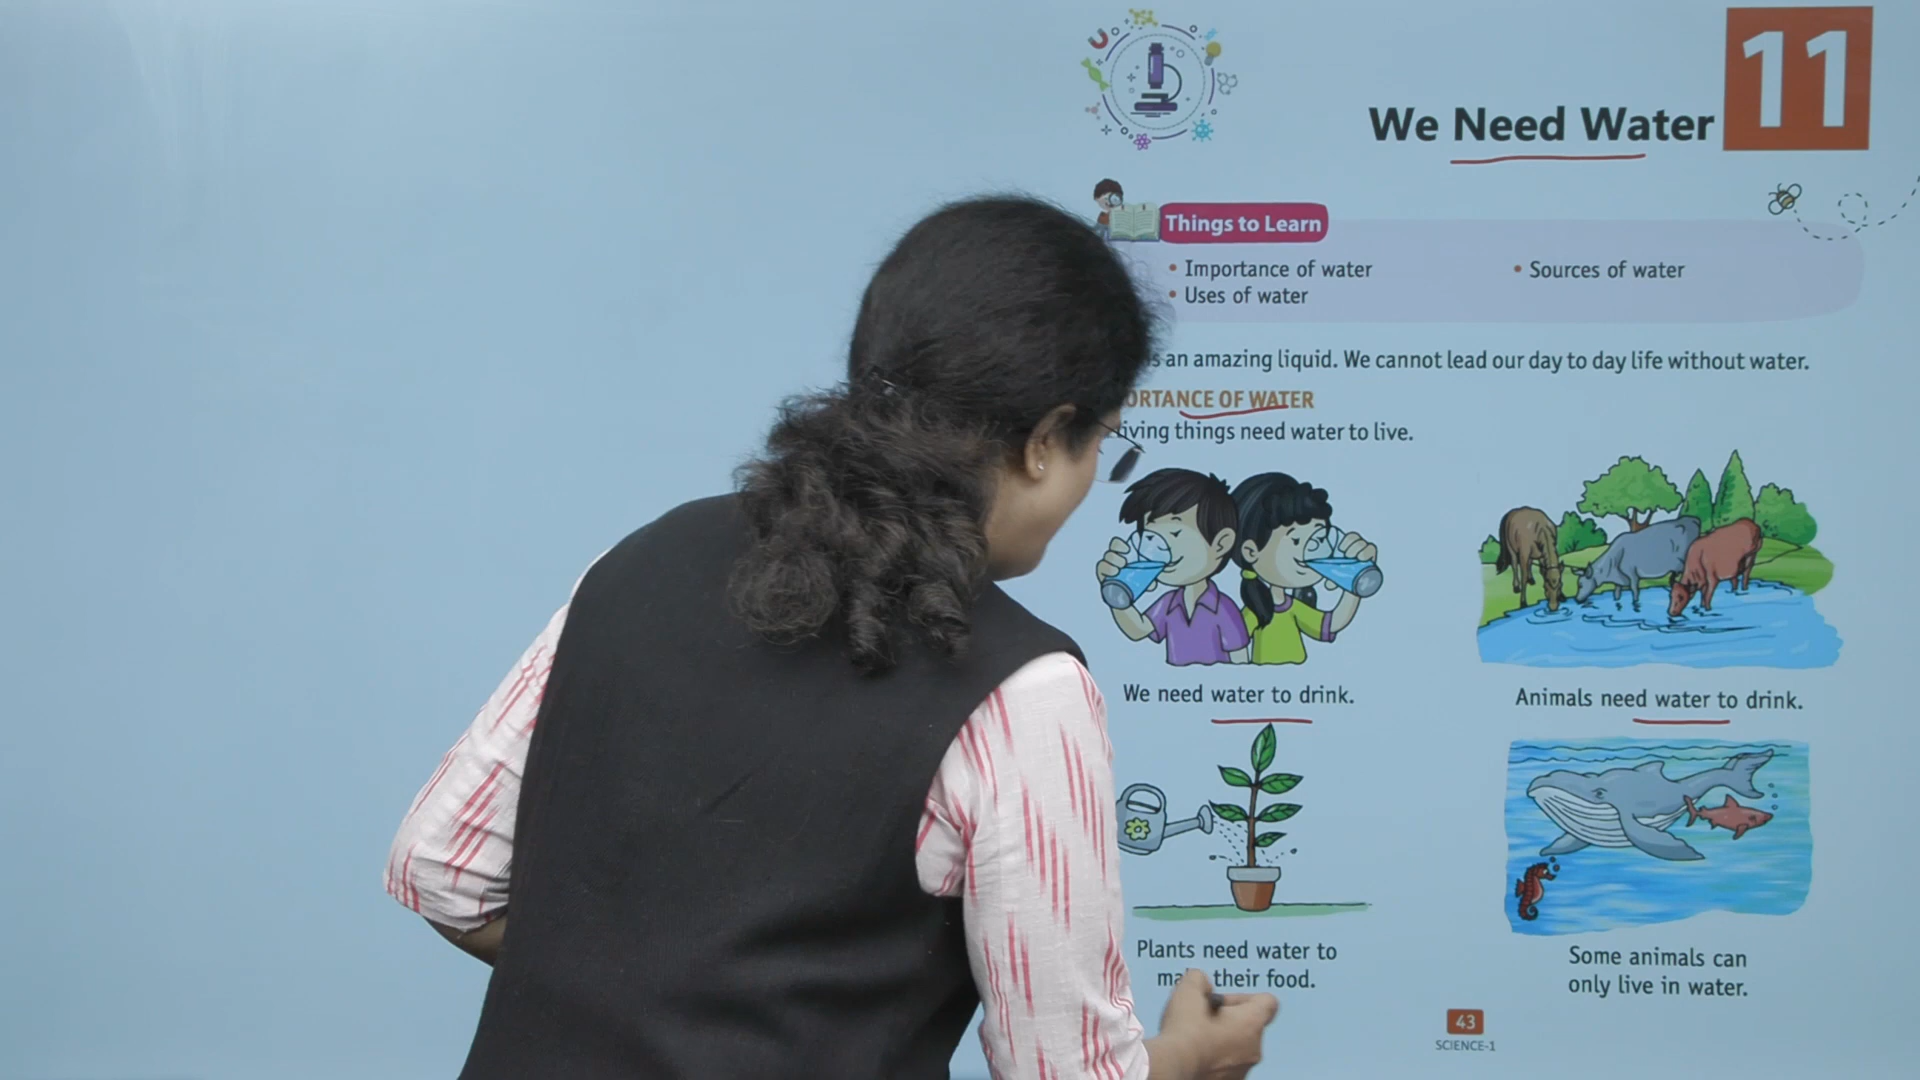 11
We Need Water
Things to Learn
• Importance of water
• Sources of water
• Uses of water
is an amazing liquid. We cannot lead our day to day life without water.
ORTANCE OF WATER
living things need water to live.
We need water to drink.
Animals need water to drink.
Plants need water to
their food.
Some animals can
only live in water.
43
SCIENCE-1